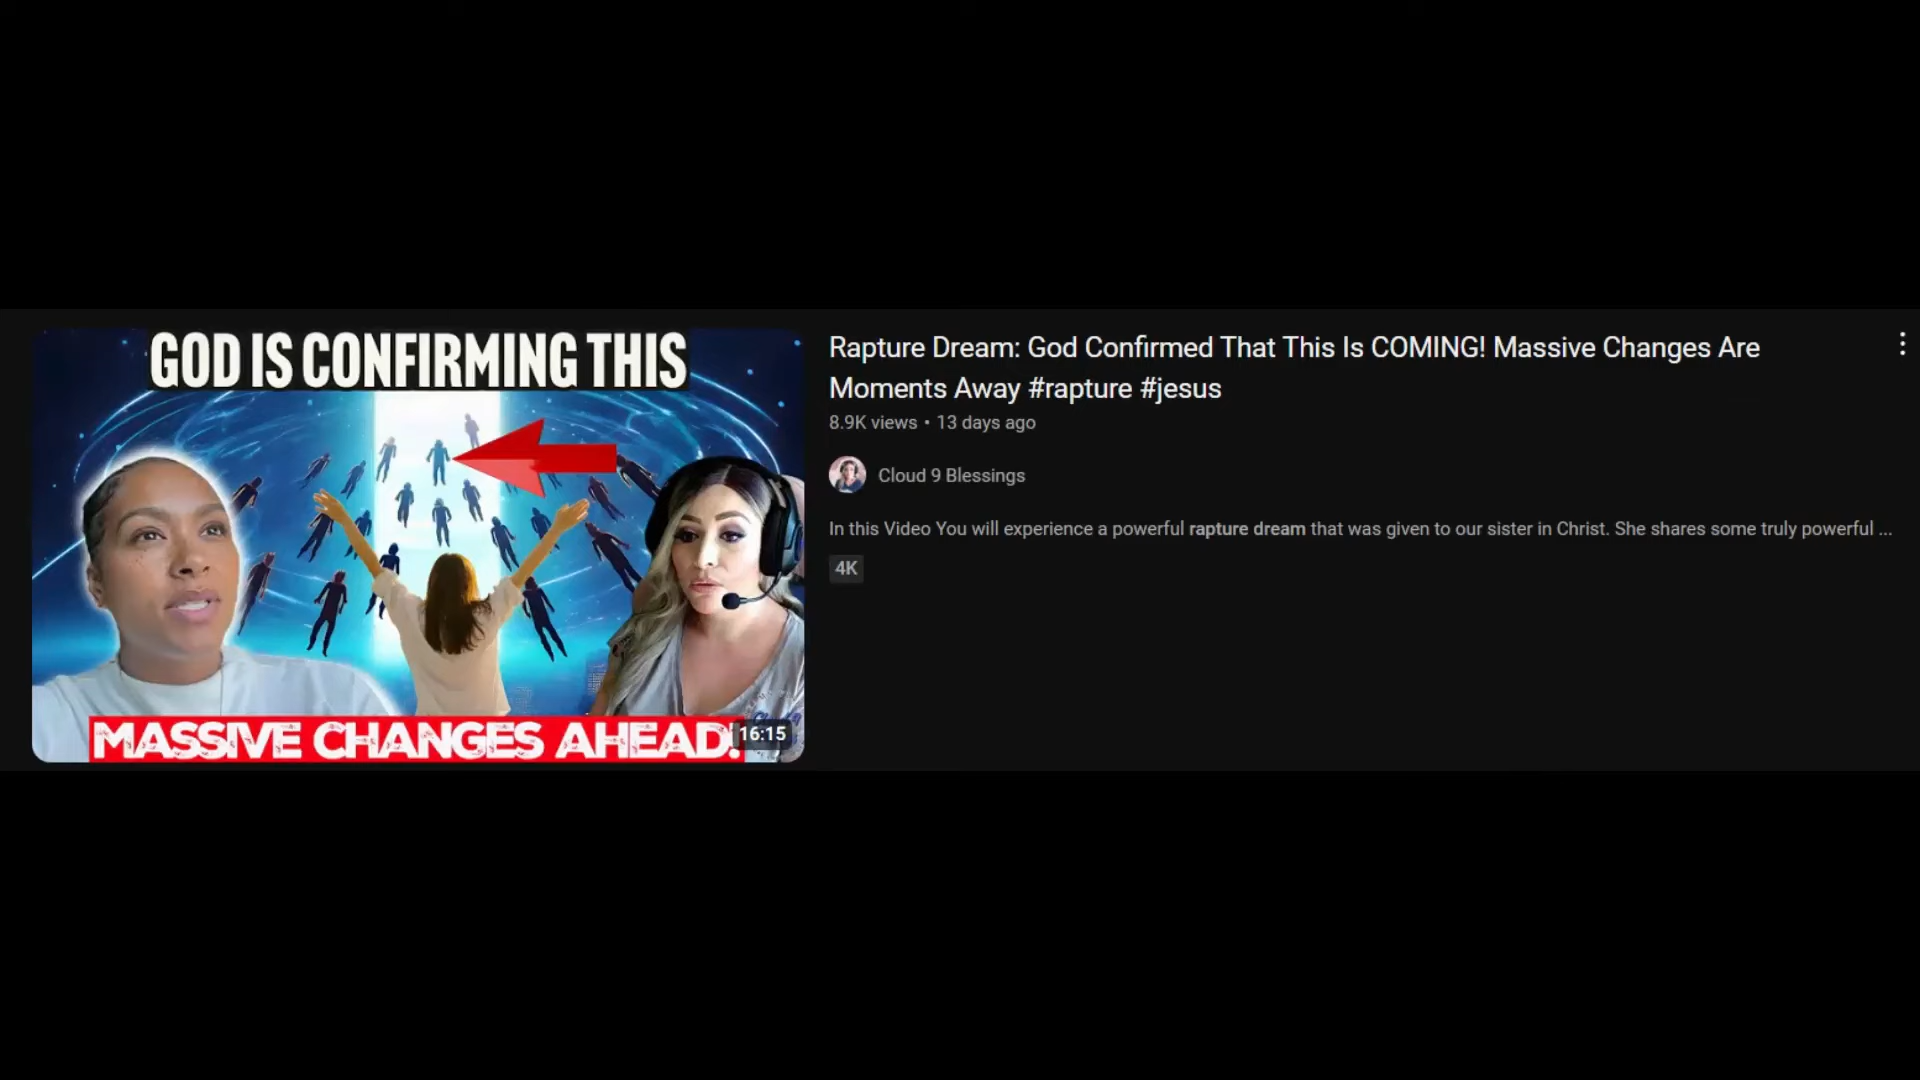 GOD IS CONFIRMING THIS
MASSIVE CHANGES AHEAD!
16:15
Rapture Dream: God Confirmed That This Is COMING! Massive Changes Are
Moments Away #rapture #jesus
8.9K views • 13 days ago
Cloud 9 Blessings
In this Video You will experience a powerful rapture dream that was given to our sister in Christ. She shares some truly powerful ...
4K